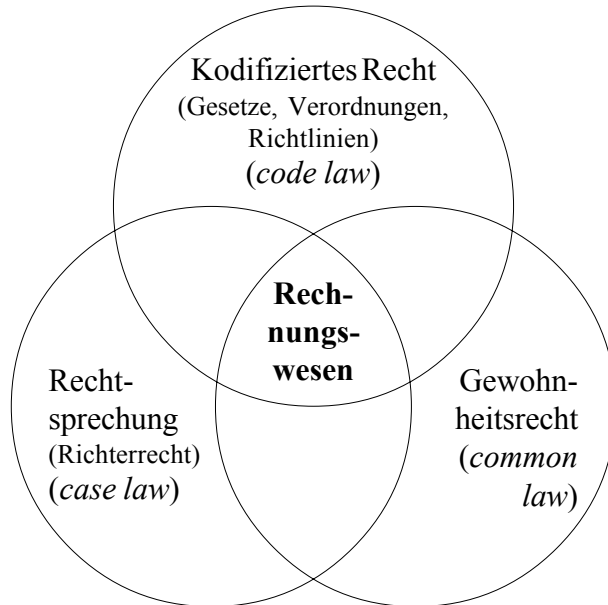 Kodifiziertes Recht
(Gesetze, Verordnungen,
Richtlinien)
(code law)
Rech-
nungs-
wesen
Recht-
sprechung
(Richterrecht)
(case law)
Gewohn-
heitsrecht
(common
law)